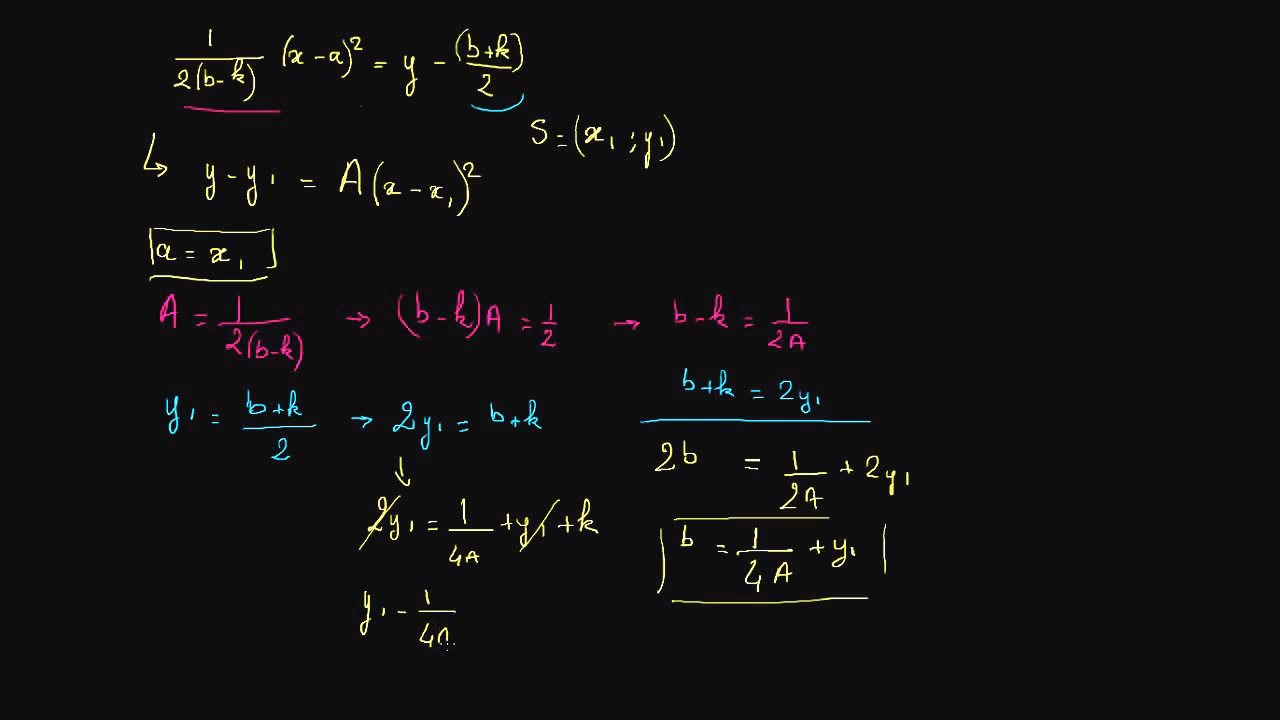 1/(2(b-k)) (x-a)² = y - (b+k)/2
S = (x₁ ; y₁)
↳ y - y₁ = A(x - x₁)²
a = x₁
A = 1/(2(b-k)) → (b-k)A = 1/2 → b-k = 1/(2A)
y₁ = (b+k)/2 → 2y₁ = b+k
b+k = 2y₁
2b = 1/(2A) + 2y₁
↓
2y₁ = 1/(4A) + y₁ + k
b = 1/(4A) + y₁
y₁ - 1/(4A